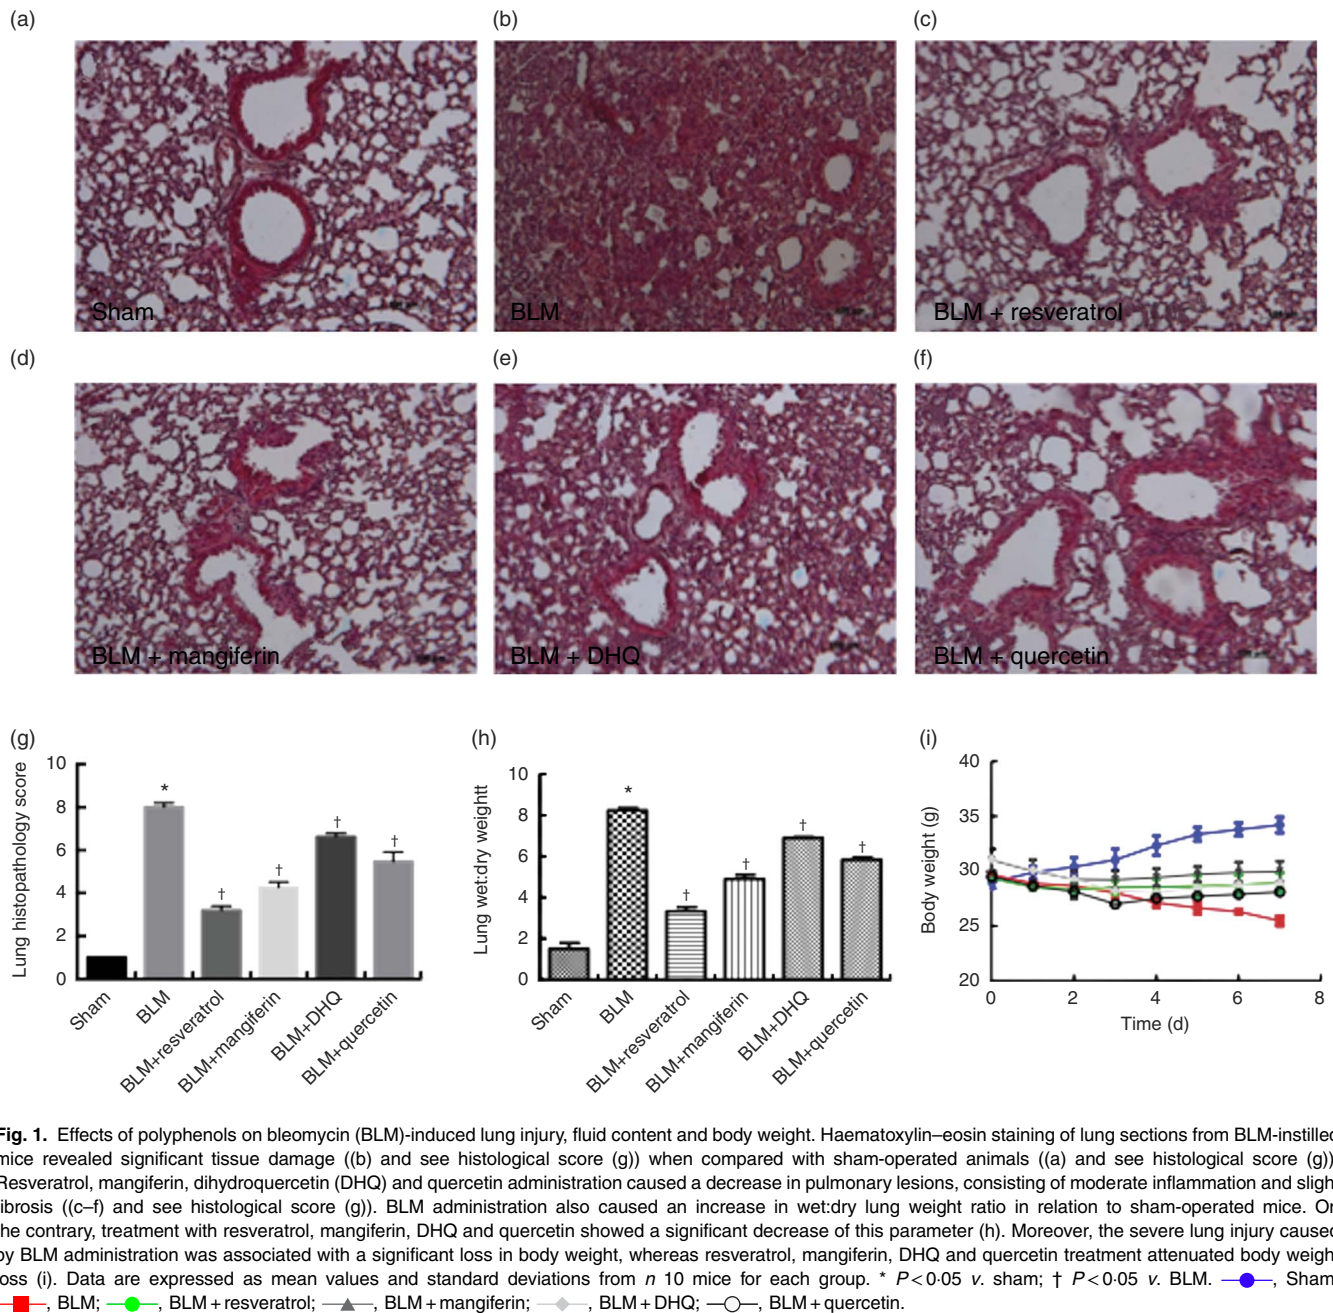 (a)
(b)
(c)
Sham
BLM
BLM + resveratrol
(d)
(e)
(f)
BLM + mangiferin
BLM + DHQ
BLM + quercetin
(g)
(h)
(i)
Lung histopathology score
10
8
6
4
2
0
*
†
†
†
†
Sham
BLM
BLM+resveratrol
BLM+mangiferin
BLM+DHQ
BLM+quercetin
Lung wet:dry weightt
10
8
6
4
2
0
*
†
†
†
†
Sham
BLM
BLM+resveratrol
BLM+mangiferin
BLM+DHQ
BLM+quercetin
Body weight (g)
40
35
30
25
20
0 2 4 6 8
Time (d)
Fig. 1. Effects of polyphenols on bleomycin (BLM)-induced lung injury, fluid content and body weight. Haematoxylin–eosin staining of lung sections from BLM-instilled
mice revealed significant tissue damage ((b) and see histological score (g)) when compared with sham-operated animals ((a) and see histological score (g))
Resveratrol, mangiferin, dihydroquercetin (DHQ) and quercetin administration caused a decrease in pulmonary lesions, consisting of moderate inflammation and sligh
fibrosis ((c–f) and see histological score (g)). BLM administration also caused an increase in wet:dry lung weight ratio in relation to sham-operated mice. On
the contrary, treatment with resveratrol, mangiferin, DHQ and quercetin showed a significant decrease of this parameter (h). Moreover, the severe lung injury caused
by BLM administration was associated with a significant loss in body weight, whereas resveratrol, mangiferin, DHQ and quercetin treatment attenuated body weigh
loss (i). Data are expressed as mean values and standard deviations from n 10 mice for each group. * P<0·05 v. sham; † P<0·05 v. BLM. , Sham
, BLM; , BLM+resveratrol; , BLM+mangiferin; , BLM+DHQ; , BLM+quercetin.